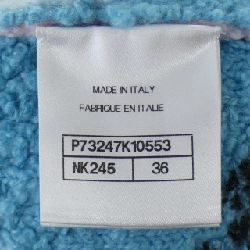 MADE IN ITALY
FABRIQUE EN ITALIE
P73247K10553
NK245 36